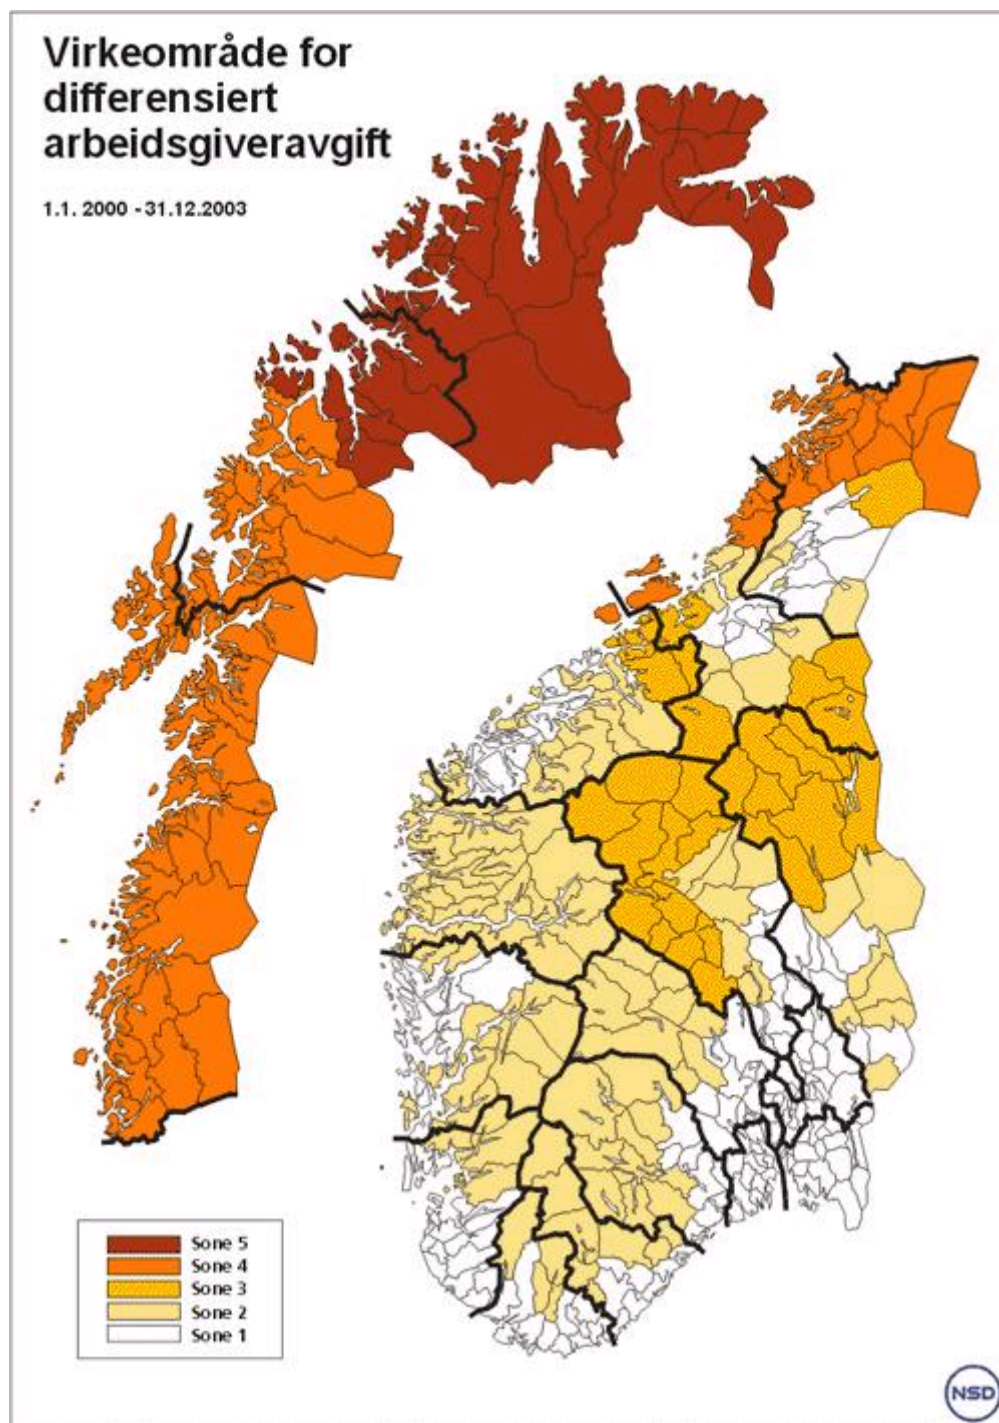 Virkeområde for
differensiert
arbeidsgiveravgift
1.1. 2000 -31.12.2003
Sone 5
Sone 4
Sone 3
Sone 2
Sone 1
NSD